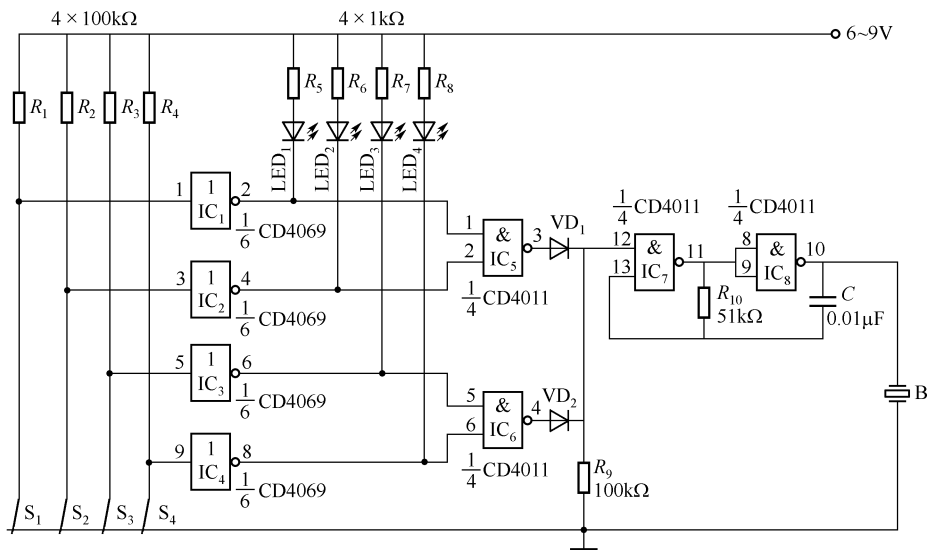 4×100kΩ 4×1kΩ
6~9V
R₁ R₂ R₃ R₄ R₅ R₆ R₇ R₈
LED₁ LED₂ LED₃ LED₄
1 1 IC₁ 2
1/6 CD4069
3 1 IC₂ 4
1/6 CD4069
5 1 IC₃ 6
1/6 CD4069
9 1 IC₄ 8
1/6 CD4069
1 2 & IC₅ 3
1/4 CD4011
VD₁
5 6 & IC₆ 4
1/4 CD4011
VD₂
1/4 CD4011
12 13 & IC₇ 11
1/4 CD4011
8 9 & IC₈ 10
R₁₀
51kΩ
C
0.01μF
B
R₉
100kΩ
S₁ S₂ S₃ S₄